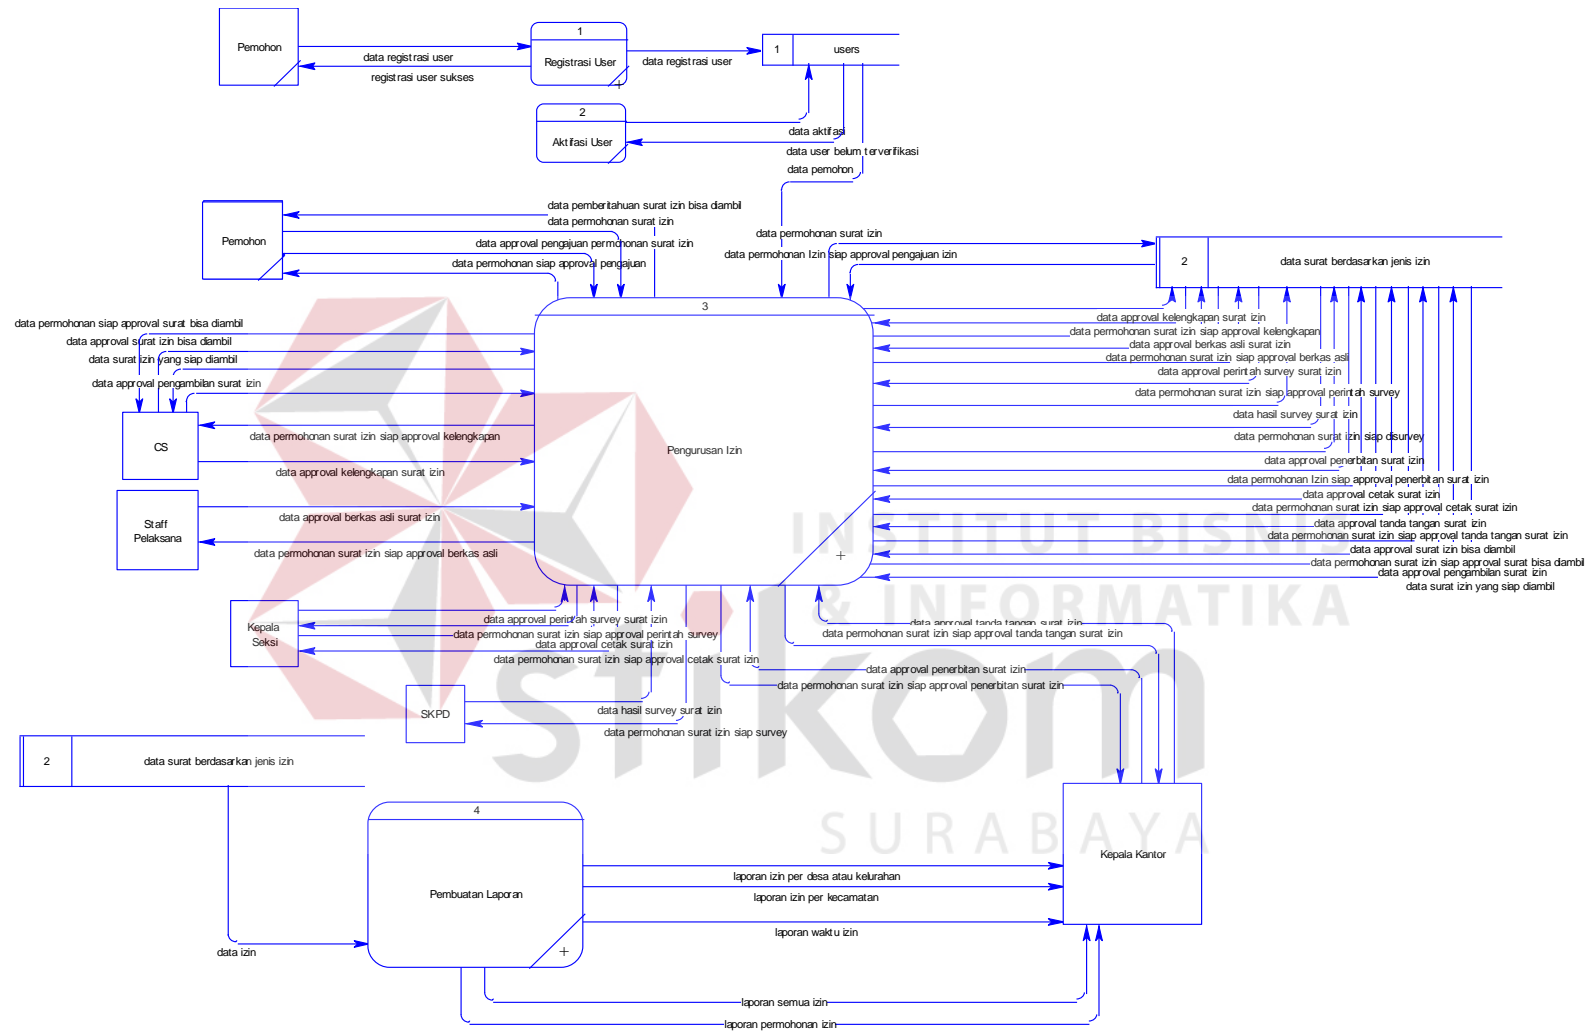 1
Pemohon
Registrasi User
data registrasi user
registrasi user sukses
data registrasi user
1
users
2
Aktifasi User
data aktifasi
data user belum terverifikasi
data pemohon
Pemohon
data pemberitahuan surat izin bisa diambil
data permohonan surat izin
data approval pengajuan permohonan surat izin
data permohonan siap approval pengajuan
data permohonan surat izin
data permohonan Izin siap approval pengajuan izin
2
data surat berdasarkan jenis izin
3
Pengurusan Izin
data permohonan siap approval surat bisa diambil
data approval surat izin bisa diambil
data surat izin yang siap diambil
data approval pengambilan surat izin
CS
data permohonan surat izin siap approval kelengkapan
data approval kelengkapan surat izin
Staff
Pelaksana
data approval berkas asli surat izin
data permohonan surat izin siap approval berkas asli
data approval kelengkapan surat izin
data permohonan surat izin siap approval kelengkapan
data approval berkas asli surat izin
data permohonan surat izin siap approval berkas asli
data approval perintah survey surat izin
data permohonan surat izin siap approval perintah survey
data hasil survey surat izin
data permohonan surat izin siap disurvey
data approval penerbitan surat izin
data permohonan Izin siap approval penerbitan surat izin
data approval cetak surat izin
data permohonan surat izin siap approval cetak surat izin
data approval tanda tangan surat izin
data permohonan surat izin siap approval tanda tangan surat izin
data approval surat izin bisa diambil
data permohonan surat izin siap approval surat bisa diambil
data approval pengambilan surat izin
data surat izin yang siap diambil
INSTITUT BISNIS
& INFORMATIKA
stikom
SURABAYA
Kepala
Seksi
data approval perintah survey surat izin
data permohonan surat izin siap approval perintah survey
data approval cetak surat izin
data permohonan surat izin siap approval cetak surat izin
data approval tanda tangan surat izin
data permohonan surat izin siap approval tanda tangan surat izin
data approval penerbitan surat izin
data permohonan surat izin siap approval penerbitan surat izin
SKPD
data hasil survey surat izin
data permohonan surat izin siap survey
2
data surat berdasarkan jenis izin
data izin
4
Pembuatan Laporan
Kepala Kantor
laporan izin per desa atau kelurahan
laporan izin per kecamatan
laporan waktu izin
laporan semua izin
laporan permohonan izin